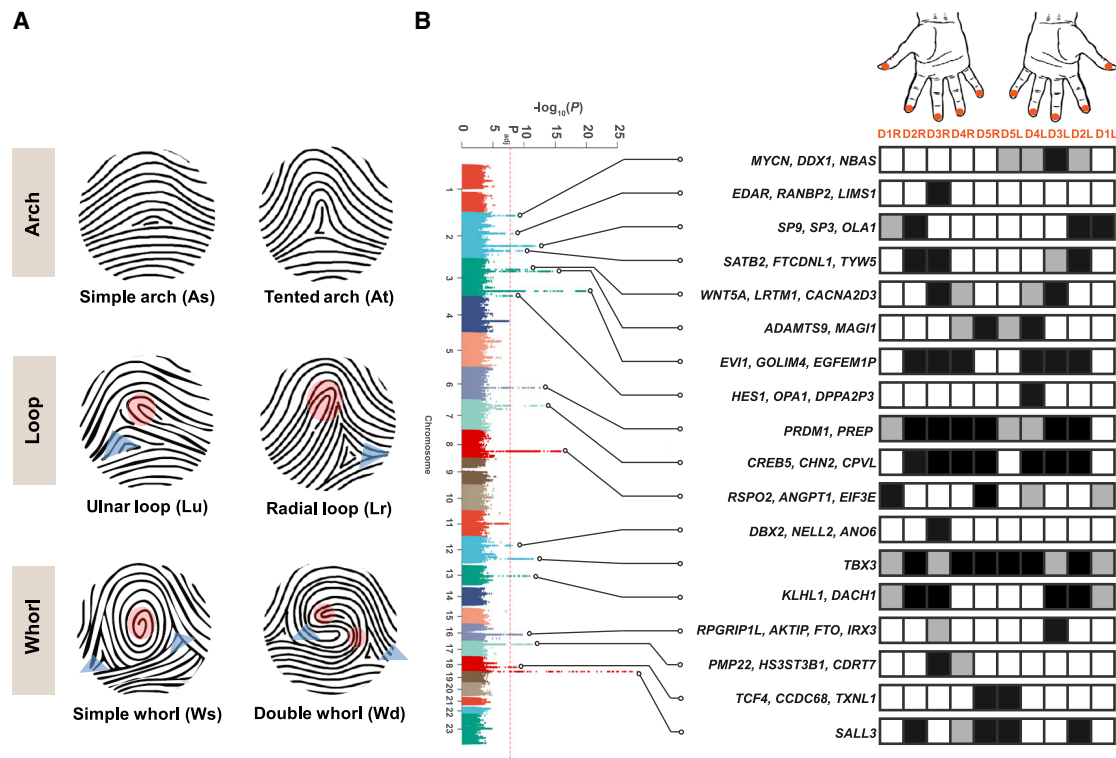 A
Arch
Simple arch (As)
Tented arch (At)
Loop
Ulnar loop (Lu)
Radial loop (Lr)
Whorl
Simple whorl (Ws)
Double whorl (Wd)
B
-log10(P)
0 5 Padj 10 15 20 25
Chromosome
1
2
3
4
5
6
7
8
9
10
11
12
13
14
15
16
17
18
19
20
21
22
23
D1R D2R D3R D4R D5R D5L D4L D3L D2L D1L
MYCN, DDX1, NBAS
EDAR, RANBP2, LIMS1
SP9, SP3, OLA1
SATB2, FTCDNL1, TYW5
WNT5A, LRTM1, CACNA2D3
ADAMTS9, MAGI1
EVI1, GOLIM4, EGFEM1P
HES1, OPA1, DPPA2P3
PRDM1, PREP
CREB5, CHN2, CPVL
RSPO2, ANGPT1, EIF3E
DBX2, NELL2, ANO6
TBX3
KLHL1, DACH1
RPGRIP1L, AKTIP, FTO, IRX3
PMP22, HS3ST3B1, CDRT7
TCF4, CCDC68, TXNL1
SALL3